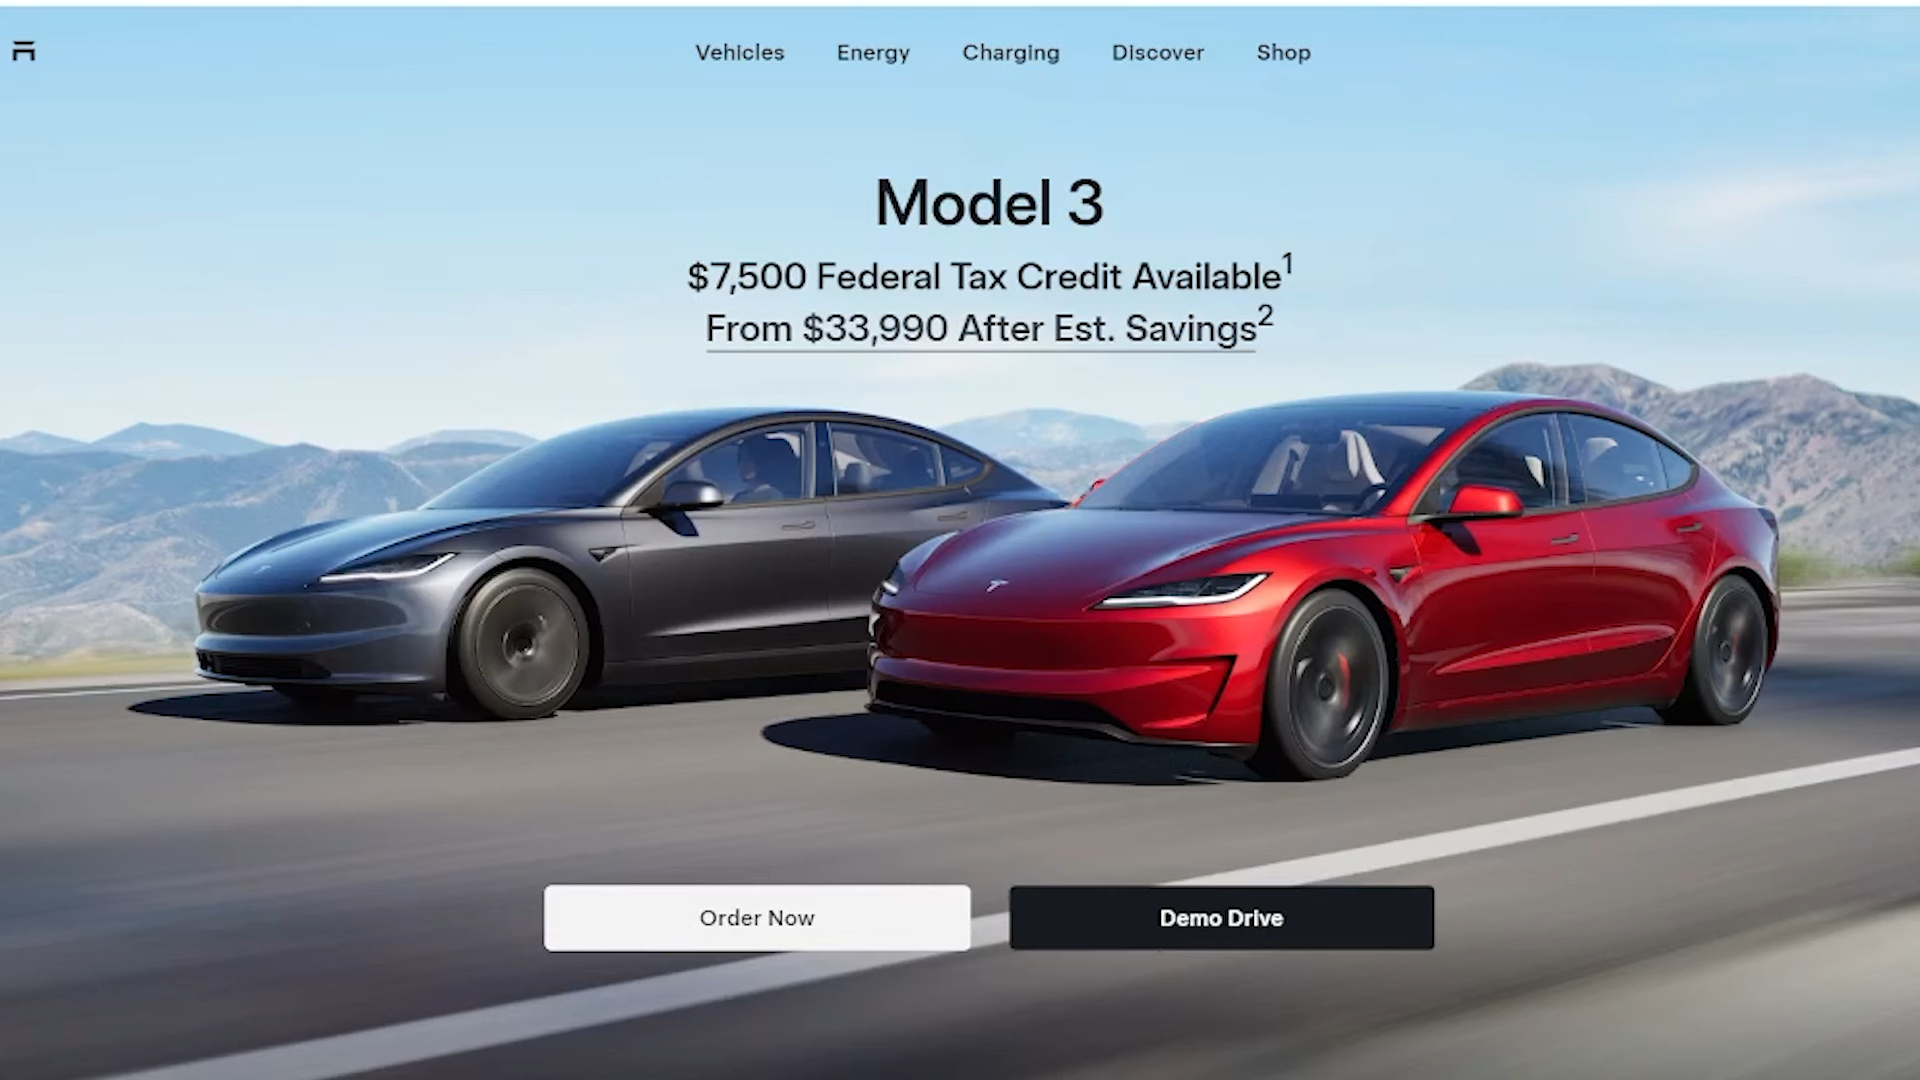 Vehicles Energy Charging Discover Shop
Model 3
$7,500 Federal Tax Credit Available1
From $33,990 After Est. Savings2
Order Now Demo Drive